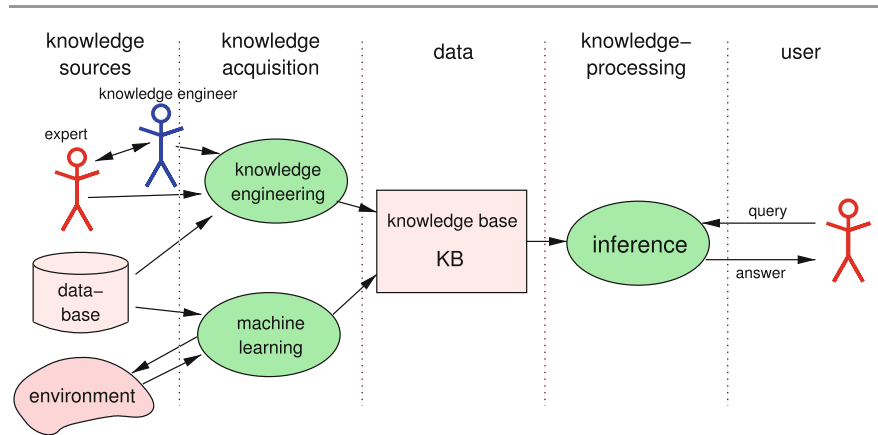 knowledge
sources
knowledge
acquisition
data
knowledge–
processing
user
knowledge engineer
expert
knowledge
engineering
knowledge base
KB
inference
query
answer
data–
base
machine
learning
environment